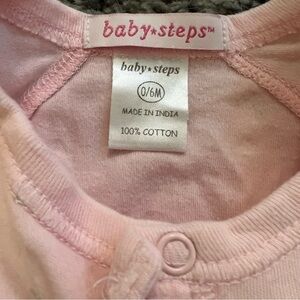 baby★steps™
baby★steps
0/6M
MADE IN INDIA
100% COTTON